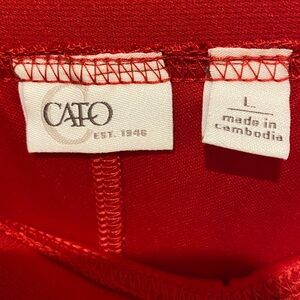 CATO
EST. 1946
L
made in
cambodia